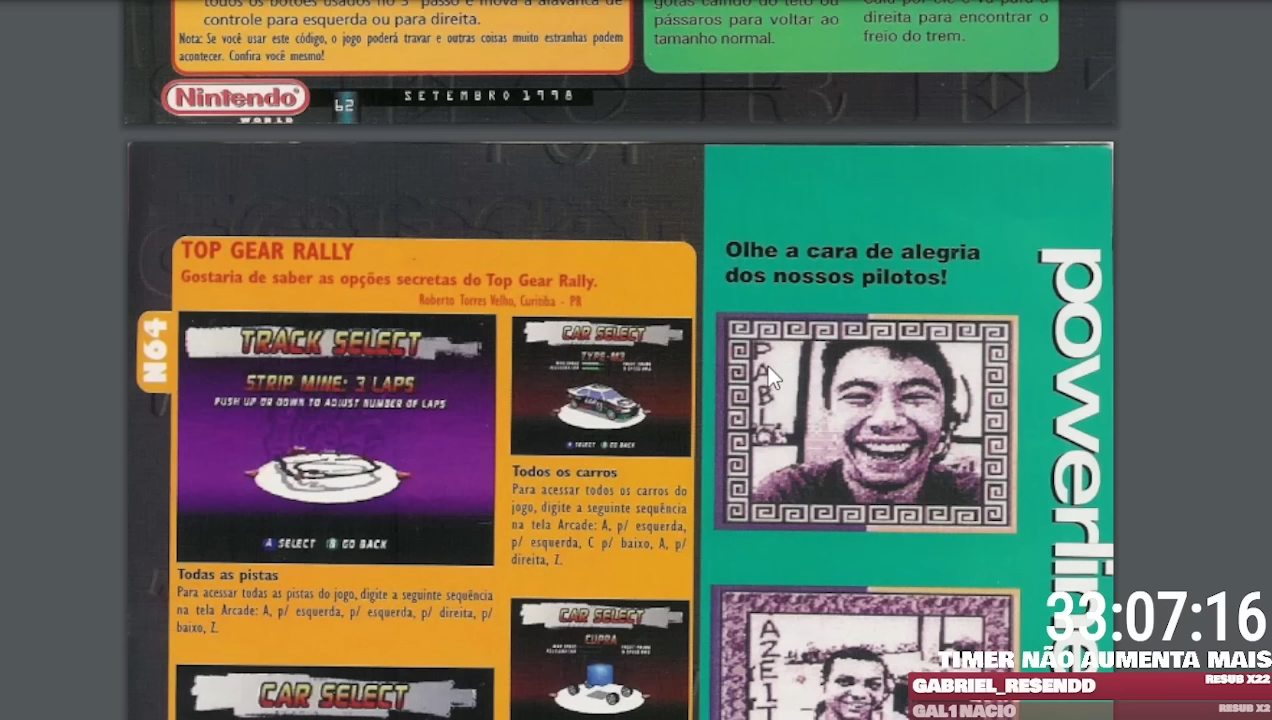 todos os botões usados no 3º passo e mova a alavanca de
controle para esquerda ou para direita.
Nota: Se você usar este código, o jogo poderá travar e outras coisas muito estranhas podem
acontecer. Confira você mesmo!
gotas caindo do teto ou
pássaros para voltar ao
tamanho normal.
direita para encontrar o
freio do trem.
Nintendo
WORLD
62
SETEMBRO 1998
TOP GEAR RALLY
Gostaria de saber as opções secretas do Top Gear Rally.
Roberto Torres Velho, Curitiba - PR
N64
TRACK SELECT
STRIP MINE: 3 LAPS
PUSH UP OR DOWN TO ADJUST NUMBER OF LAPS
A SELECT B GO BACK
Todas as pistas
Para acessar todas as pistas do jogo, digite a seguinte sequência
na tela Arcade: A, p/ esquerda, p/ esquerda, p/ direita, p/
baixo, Z.
CAR SELECT
CAR SELECT
TYPE-M3
A SELECT B GO BACK
Todos os carros
Para acessar todos os carros do
jogo, digite a seguinte sequência
na tela Arcade: A, p/ esquerda,
p/ esquerda, C p/ baixo, A, p/
direita, Z.
CAR SELECT
CUPRA
Olhe a cara de alegria
dos nossos pilotos!
PABIO
AZEIT
powerline
33:07:16
TIMER NÃO AUMENTA MAIS
GABRIEL_RESENDD
RESUB X22
GAL1NACIO
RESUB X2